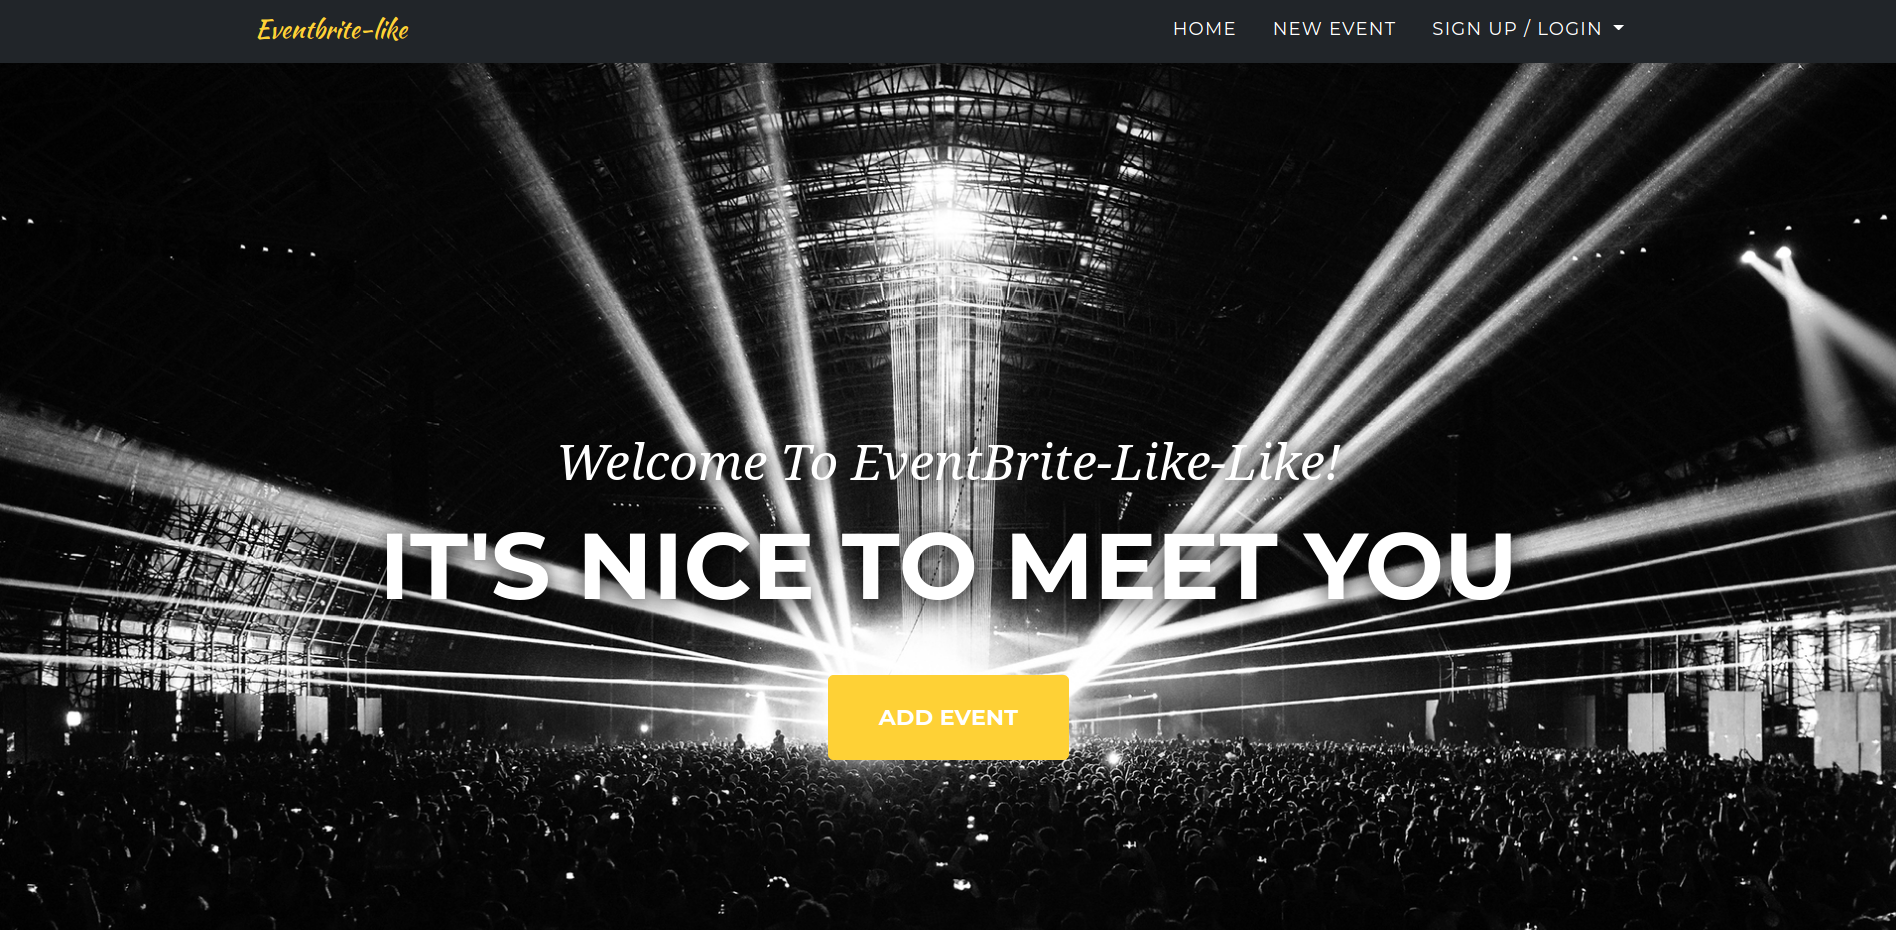 Eventbrite-like
HOME NEW EVENT SIGN UP / LOGIN
Welcome To EventBrite-Like-Like!
IT'S NICE TO MEET YOU
ADD EVENT